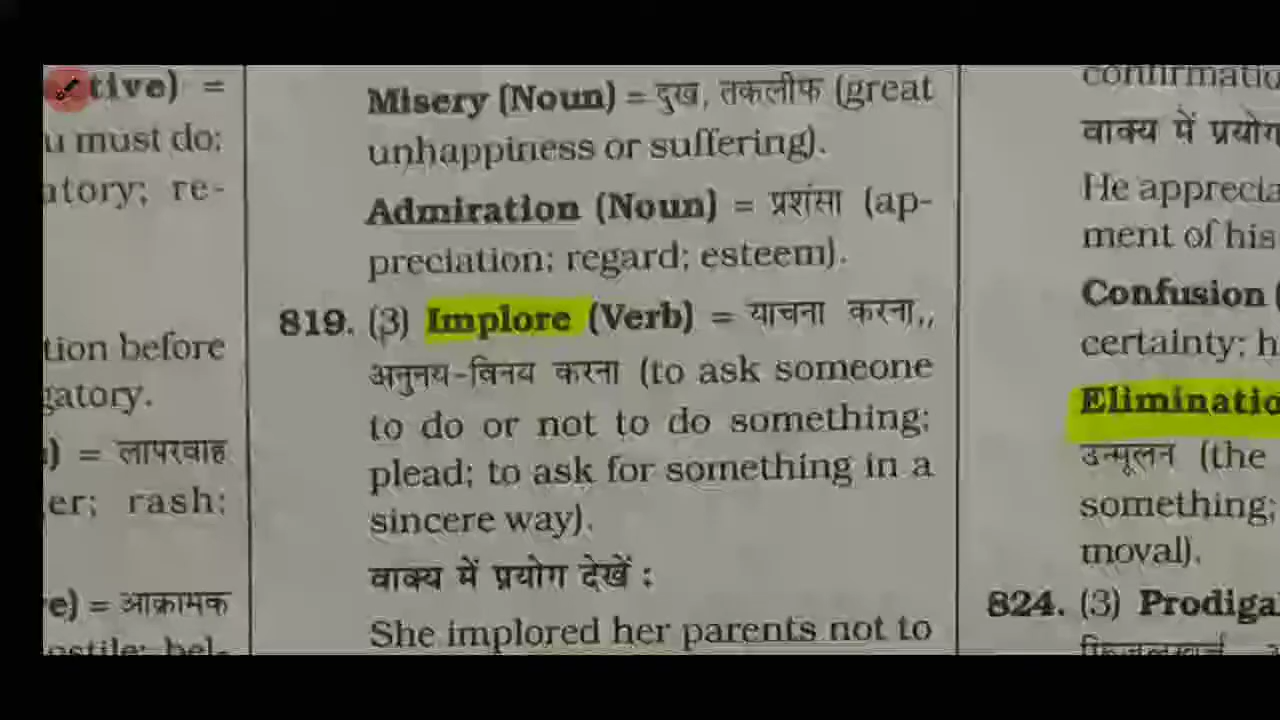 tive) =
u must do;
atory; re-
tion before
gatory.
) = लापरवाह
er; rash;
e) = आक्रामक
Misery (Noun) = दुख, तकलीफ (great
unhappiness or suffering).
Admiration (Noun) = प्रशंसा (ap-
preciation; regard; esteem).
819. (3) Implore (Verb) = याचना करना,,
अनुनय-विनय करना (to ask someone
to do or not to do something;
plead; to ask for something in a
sincere way).
वाक्य में प्रयोग देखें :
She implored her parents not to
confirmatio
वाक्य में प्रयोग
He apprecia
ment of his
Confusion (
certainty; h
Eliminatio
उन्मूलन (the
something;
moval).
824. (3) Prodiga